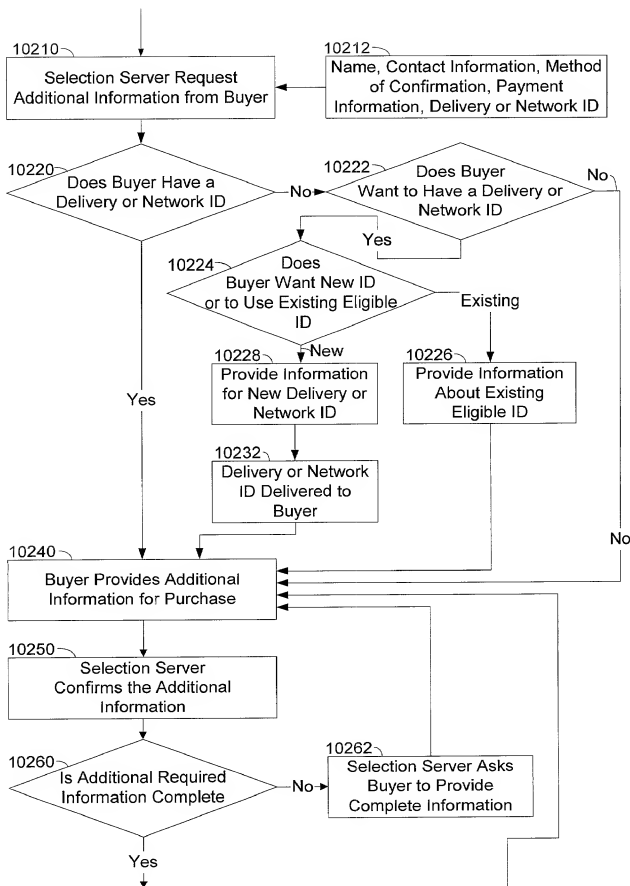 10210
Selection Server Request
Additional Information from Buyer
10212
Name, Contact Information, Method
of Confirmation, Payment
Information, Delivery or Network ID
10220
Does Buyer Have a
Delivery or Network ID
No
10222
Does Buyer
Want to Have a Delivery or
Network ID
No
Yes
10224
Does
Buyer Want New ID
or to Use Existing Eligible
ID
Existing
New
10228
Provide Information
for New Delivery or
Network ID
10226
Provide Information
About Existing
Eligible ID
Yes
10232
Delivery or Network
ID Delivered to
Buyer
No
10240
Buyer Provides Additional
Information for Purchase
10250
Selection Server
Confirms the Additional
Information
10260
Is Additional Required
Information Complete
No
10262
Selection Server Asks
Buyer to Provide
Complete Information
Yes